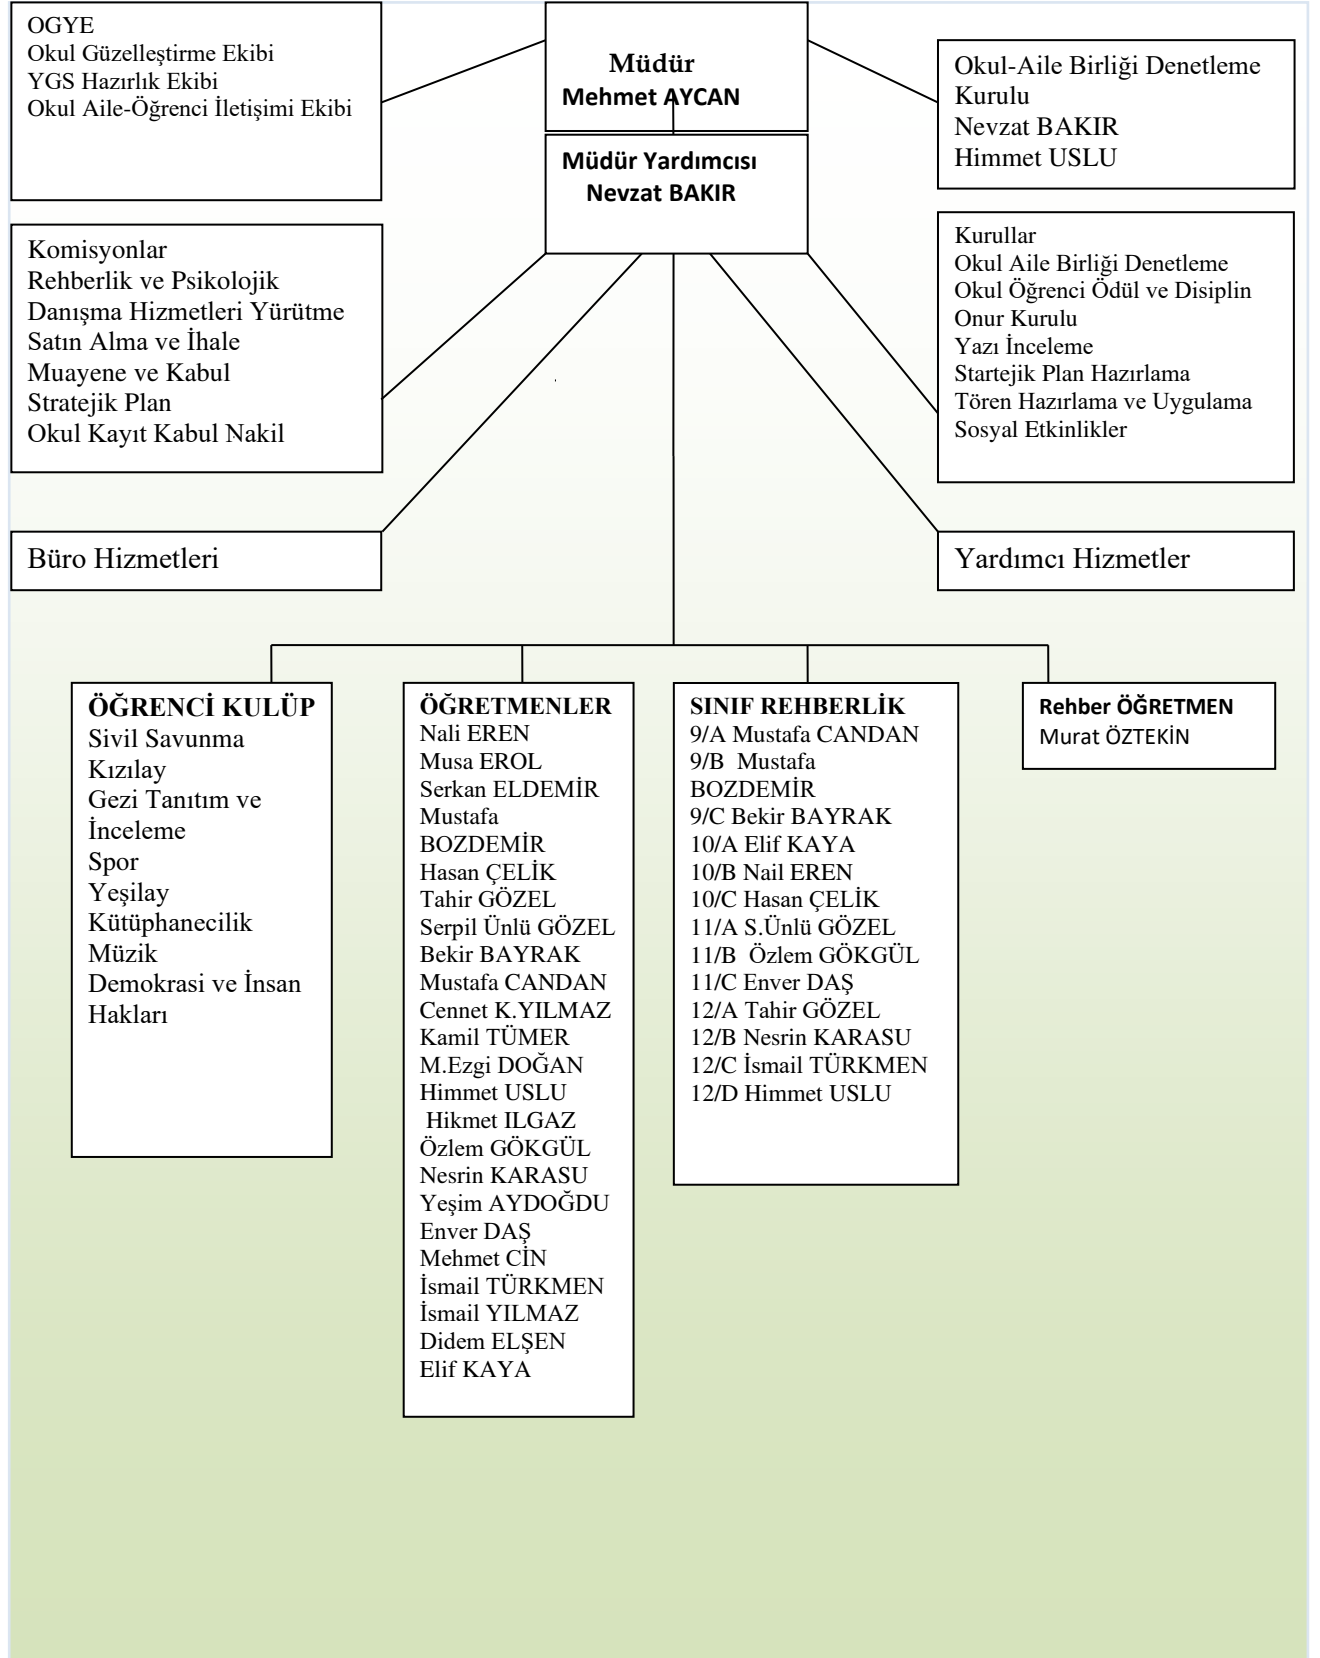 OGYE
Okul Güzelleştirme Ekibi
YGS Hazırlık Ekibi
Okul Aile-Öğrenci İletişimi Ekibi
Müdür
Mehmet AYCAN
Okul-Aile Birliği Denetleme
Kurulu
Nevzat BAKIR
Himmet USLU
Müdür Yardımcısı
Nevzat BAKIR
Komisyonlar
Rehberlik ve Psikolojik
Danışma Hizmetleri Yürütme
Satın Alma ve İhale
Muayene ve Kabul
Stratejik Plan
Okul Kayıt Kabul Nakil
Kurullar
Okul Aile Birliği Denetleme
Okul Öğrenci Ödül ve Disiplin
Onur Kurulu
Yazı İnceleme
Startejik Plan Hazırlama
Tören Hazırlama ve Uygulama
Sosyal Etkinlikler
Büro Hizmetleri
Yardımcı Hizmetler
ÖĞRENCİ KULÜP
Sivil Savunma
Kızılay
Gezi Tanıtım ve
İnceleme
Spor
Yeşilay
Kütüphanecilik
Müzik
Demokrasi ve İnsan
Hakları
ÖĞRETMENLER
Nali EREN
Musa EROL
Serkan ELDEMİR
Mustafa
BOZDEMİR
Hasan ÇELİK
Tahir GÖZEL
Serpil Ünlü GÖZEL
Bekir BAYRAK
Mustafa CANDAN
Cennet K.YILMAZ
Kamil TÜMER
M.Ezgi DOĞAN
Himmet USLU
Hikmet ILGAZ
Özlem GÖKGÜL
Nesrin KARASU
Yeşim AYDOĞDU
Enver DAŞ
Mehmet CİN
İsmail TÜRKMEN
İsmail YILMAZ
Didem ELŞEN
Elif KAYA
SINIF REHBERLİK
9/A Mustafa CANDAN
9/B  Mustafa
BOZDEMİR
9/C Bekir BAYRAK
10/A Elif KAYA
10/B Nail EREN
10/C Hasan ÇELİK
11/A S.Ünlü GÖZEL
11/B  Özlem GÖKGÜL
11/C Enver DAŞ
12/A Tahir GÖZEL
12/B Nesrin KARASU
12/C İsmail TÜRKMEN
12/D Himmet USLU
Rehber ÖĞRETMEN
Murat ÖZTEKİN